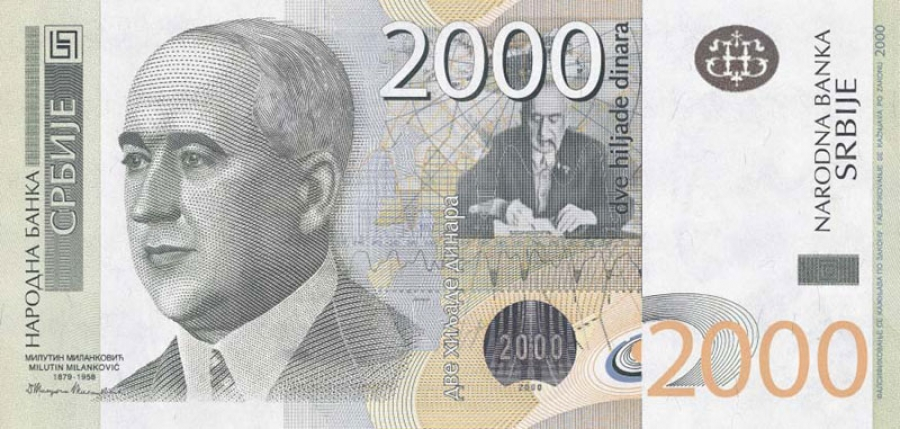 НАРОДНА БАНКА
СРБИЈЕ
МИЛУТИН МИЛАНКОВИЋ
MILUTIN MILANKOVIĆ
1879 - 1958
2000
dve hiljade dinara
две хиљаде динара
2000
2000
NARODNA BANKA
SRBIJE
2000
2000